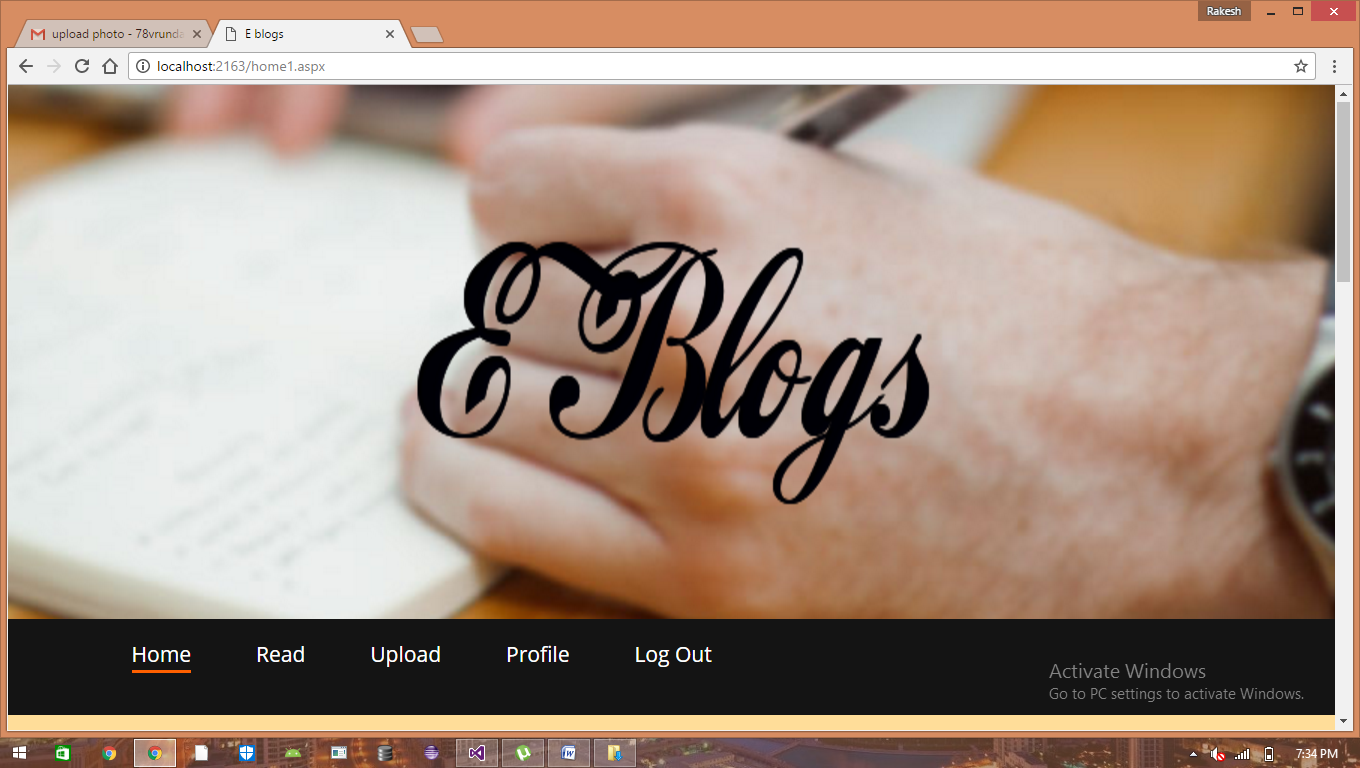 Rakesh
upload photo - 78vrunda
E blogs
localhost:2163/home1.aspx
E Blogs
Home Read Upload Profile Log Out
Activate Windows
Go to PC settings to activate Windows.
7:34 PM